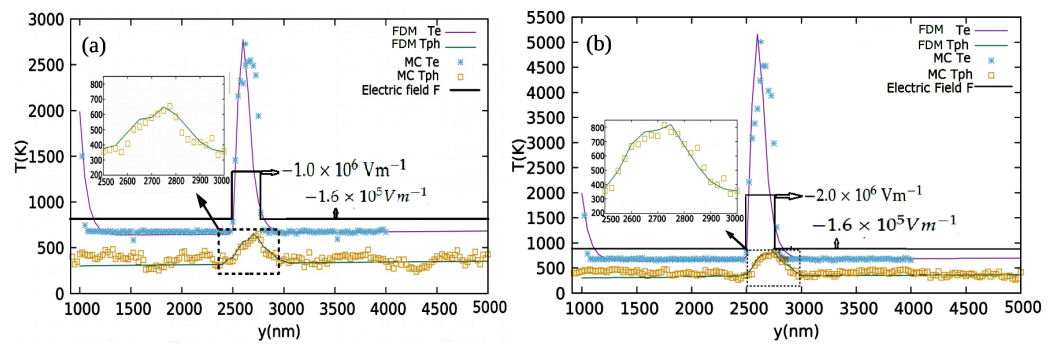 (a)
FDM Te
FDM Tph
MC Te
MC Tph
Electric field F
T(K)
3000
2500
2000
1500
1000
500
0
800
700
600
500
400
300
200
2500 2600 2700 2800 2900 3000
−1.0 × 10⁶ Vm⁻¹
−1.6 × 10⁵Vm⁻¹
1000 1500 2000 2500 3000 3500 4000 4500 5000
y(nm)
(b)
FDM Te
FDM Tph
MC Te
MC Tph
Electric field F
T(K)
5500
5000
4500
4000
3500
3000
2500
2000
1500
1000
500
0
800
700
600
500
400
300
200
2500 2600 2700 2800 2900 3000
−2.0 × 10⁶ Vm⁻¹
−1.6 × 10⁵Vm⁻¹
1000 1500 2000 2500 3000 3500 4000 4500 5000
y(nm)